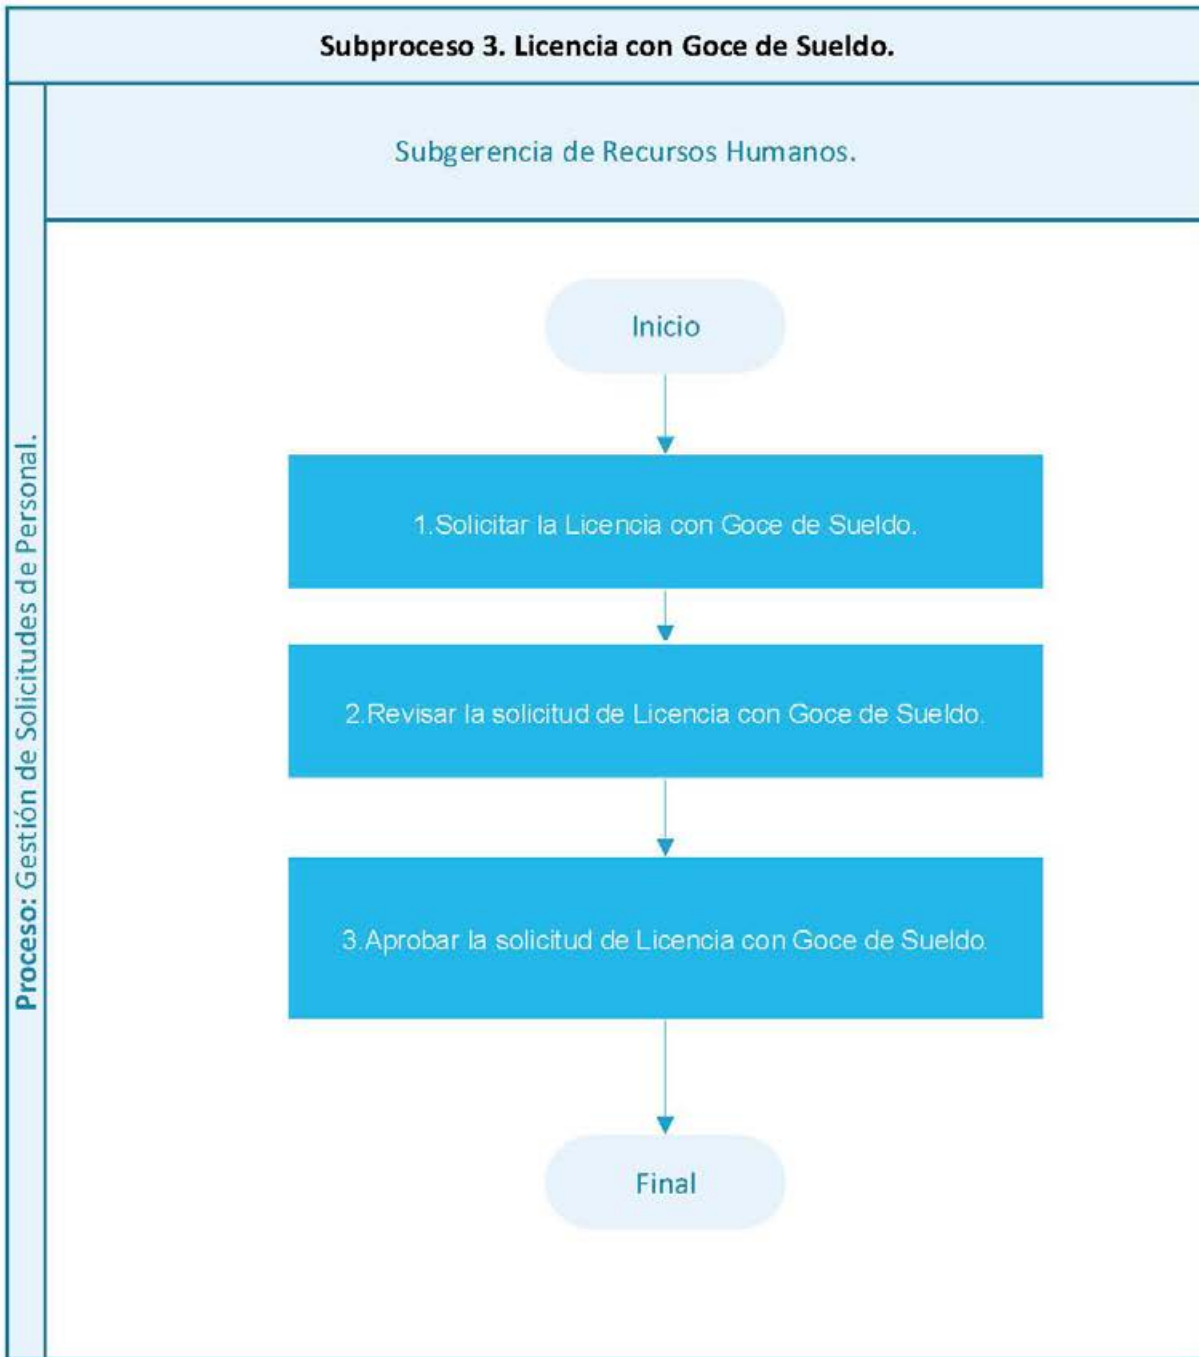 Subproceso 3. Licencia con Goce de Sueldo.
Subgerencia de Recursos Humanos.
Proceso: Gestión de Solicitudes de Personal.
Inicio
1.Solicitar la Licencia con Goce de Sueldo.
2.Revisar la solicitud de Licencia con Goce de Sueldo.
3.Aprobar la solicitud de Licencia con Goce de Sueldo.
Final